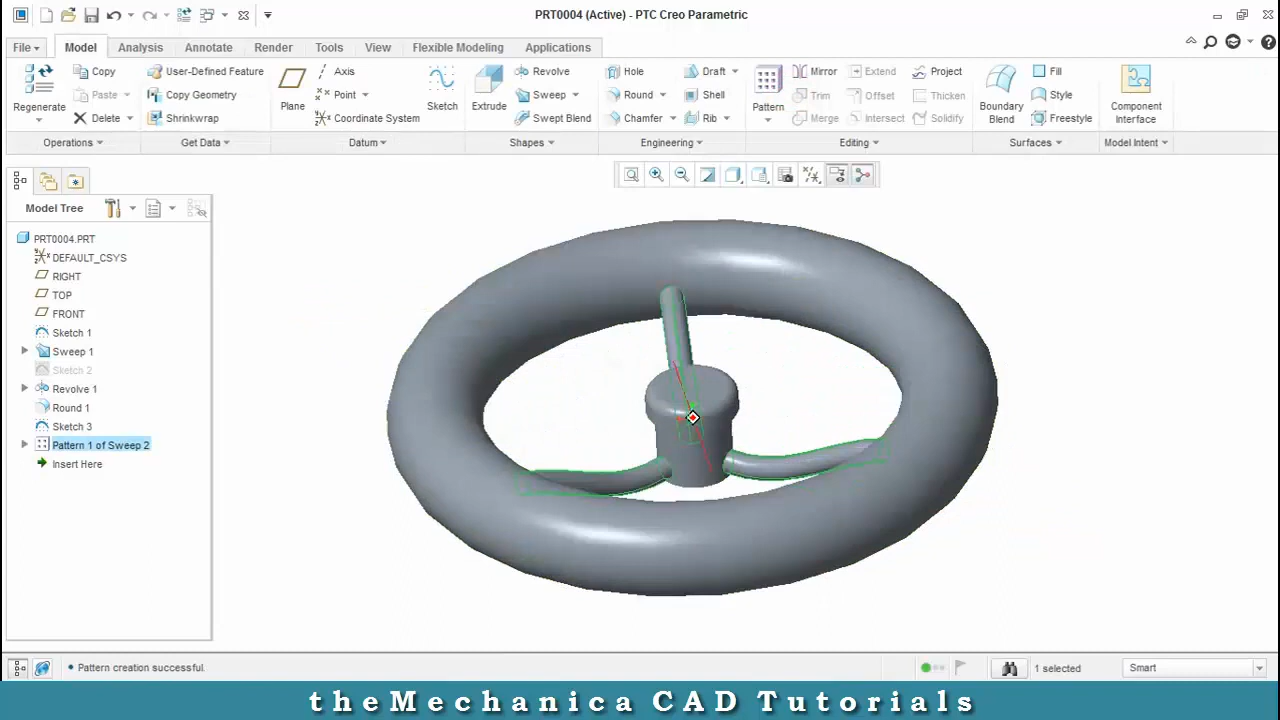 PRT0004 (Active) - PTC Creo Parametric
File Model Analysis Annotate Render Tools View Flexible Modeling Applications
Regenerate Copy Paste Delete User-Defined Feature Copy Geometry Shrinkwrap Plane Axis Point Coordinate System Sketch Extrude Revolve Sweep Swept Blend Hole Round Chamfer Draft Shell Rib Pattern Mirror Trim Merge Extend Offset Intersect Project Thicken Solidify Boundary Blend Fill Style Freestyle Component Interface
Operations Get Data Datum Shapes Engineering Editing Surfaces Model Intent
Model Tree
PRT0004.PRT
DEFAULT_CSYS
RIGHT
TOP
FRONT
Sketch 1
Sweep 1
Sketch 2
Revolve 1
Round 1
Sketch 3
Pattern 1 of Sweep 2
Insert Here
Pattern creation successful. 1 selected Smart
theMechanica CAD Tutorials